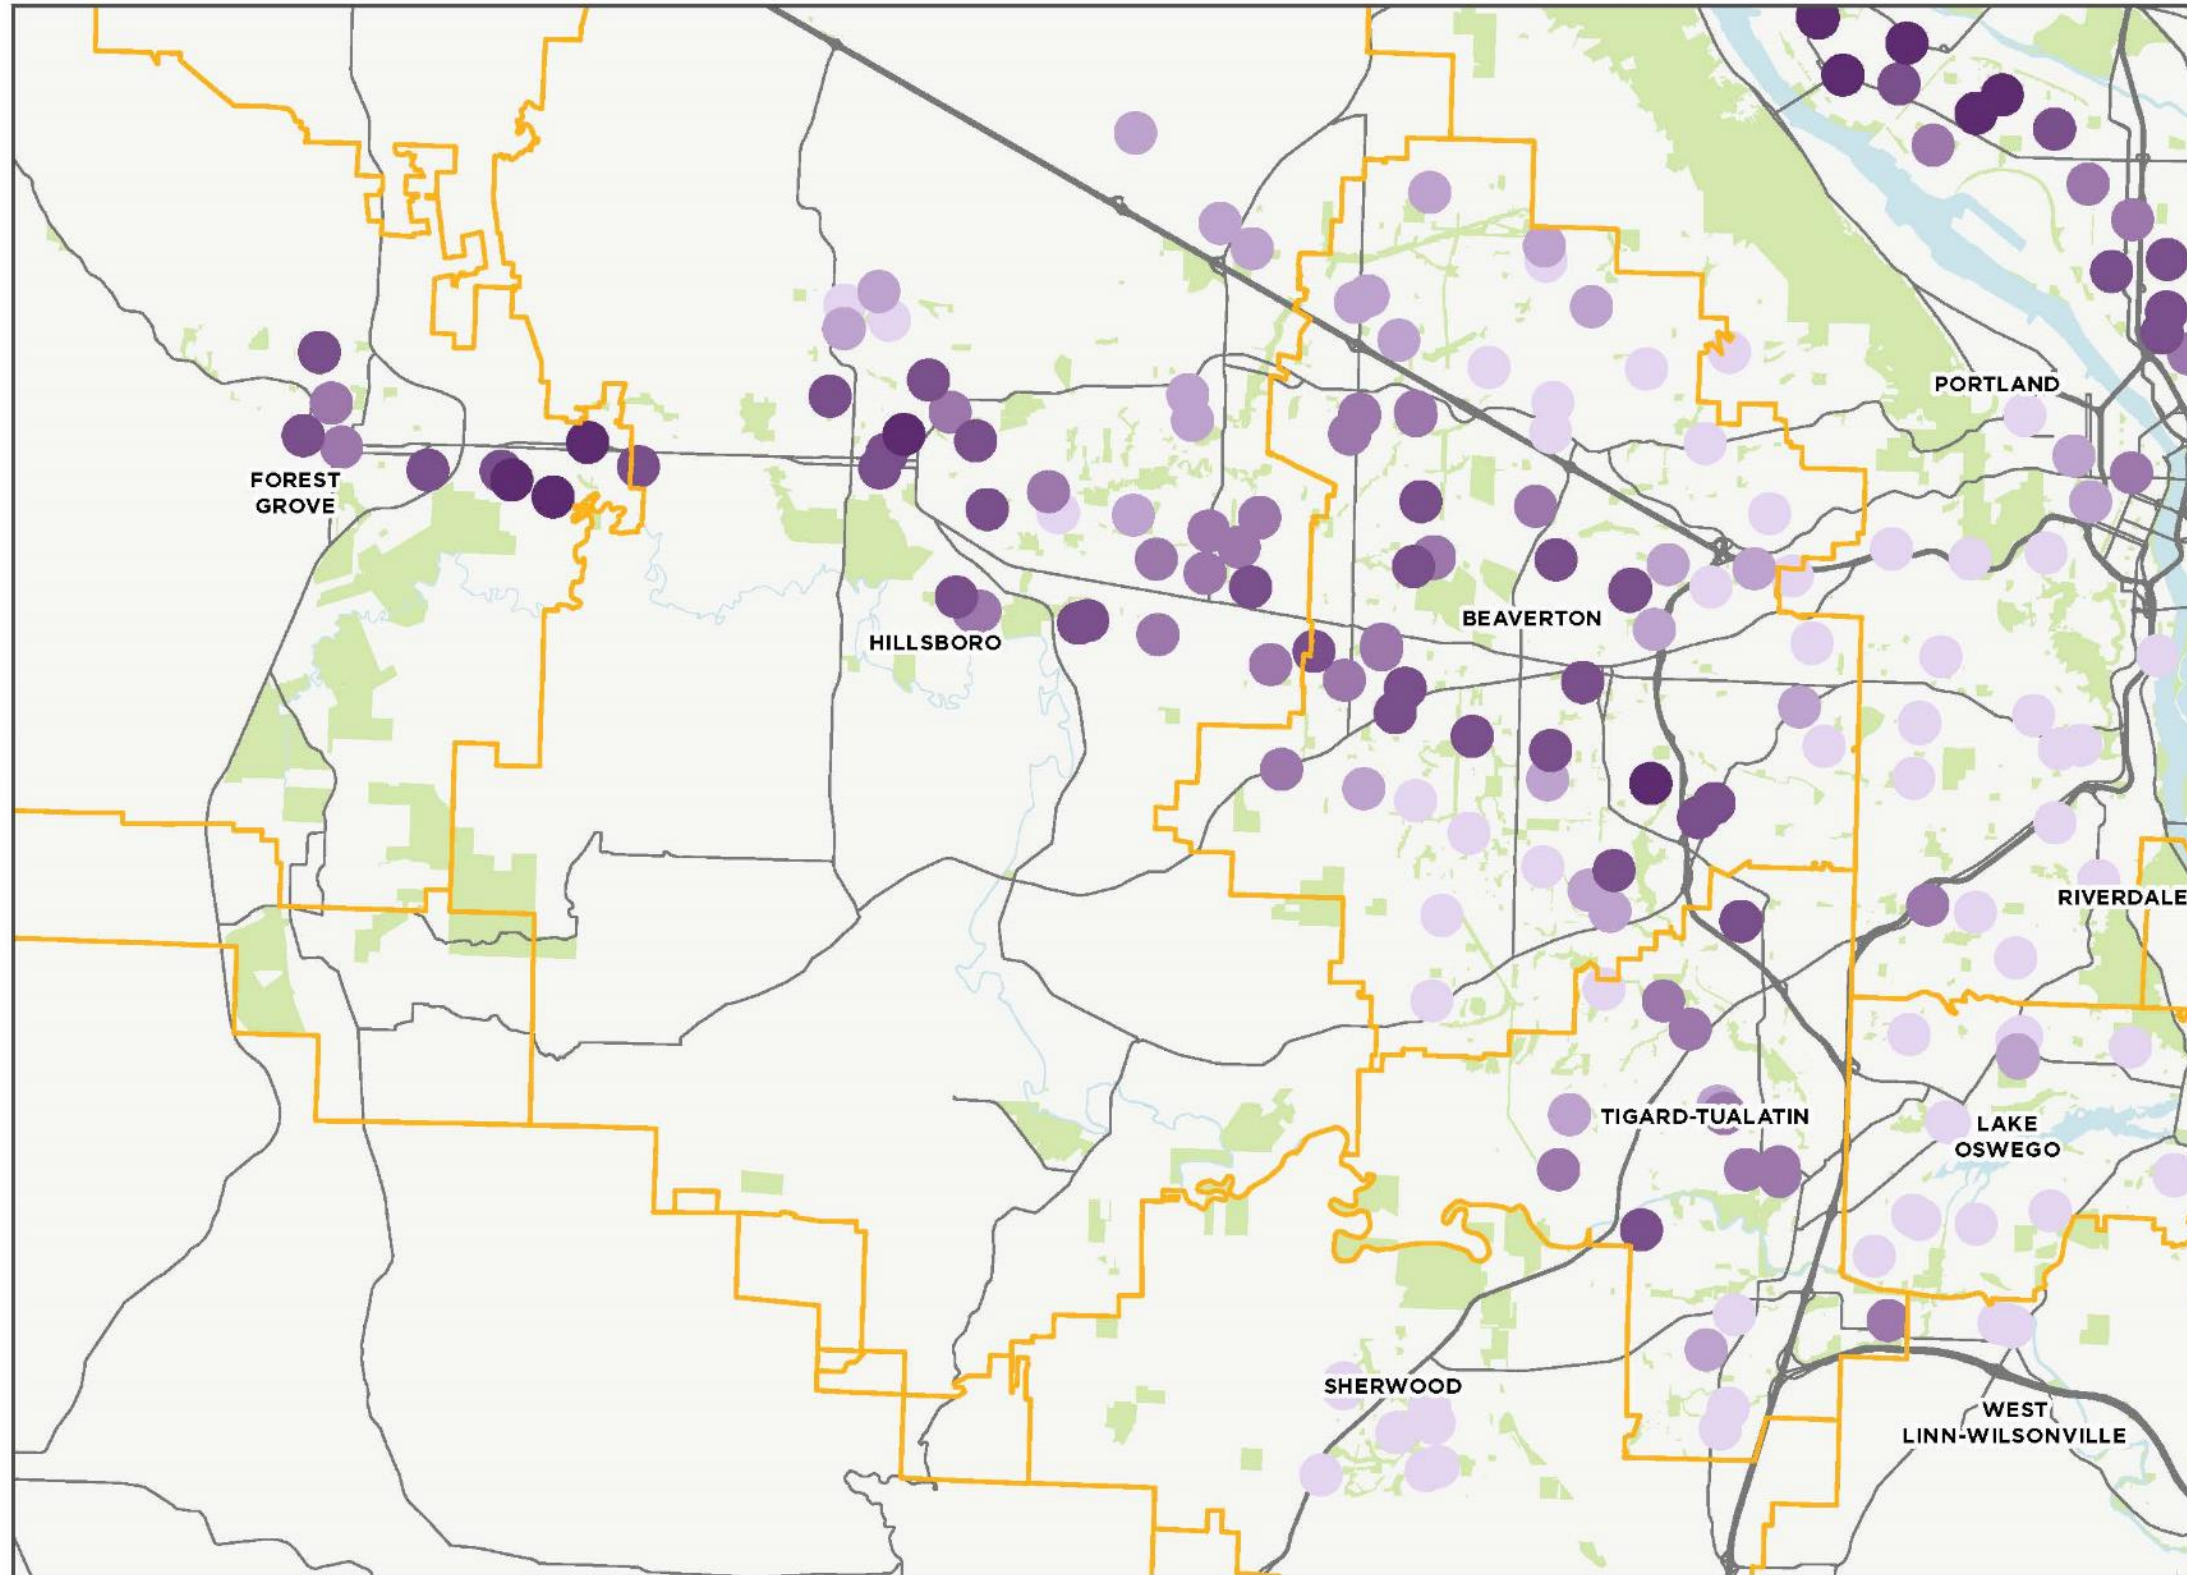 PORTLAND
FOREST
GROVE
BEAVERTON
HILLSBORO
RIVERDALE
TIGARD-TUALATIN
LAKE
OSWEGO
SHERWOOD
WEST
LINN-WILSONVILLE